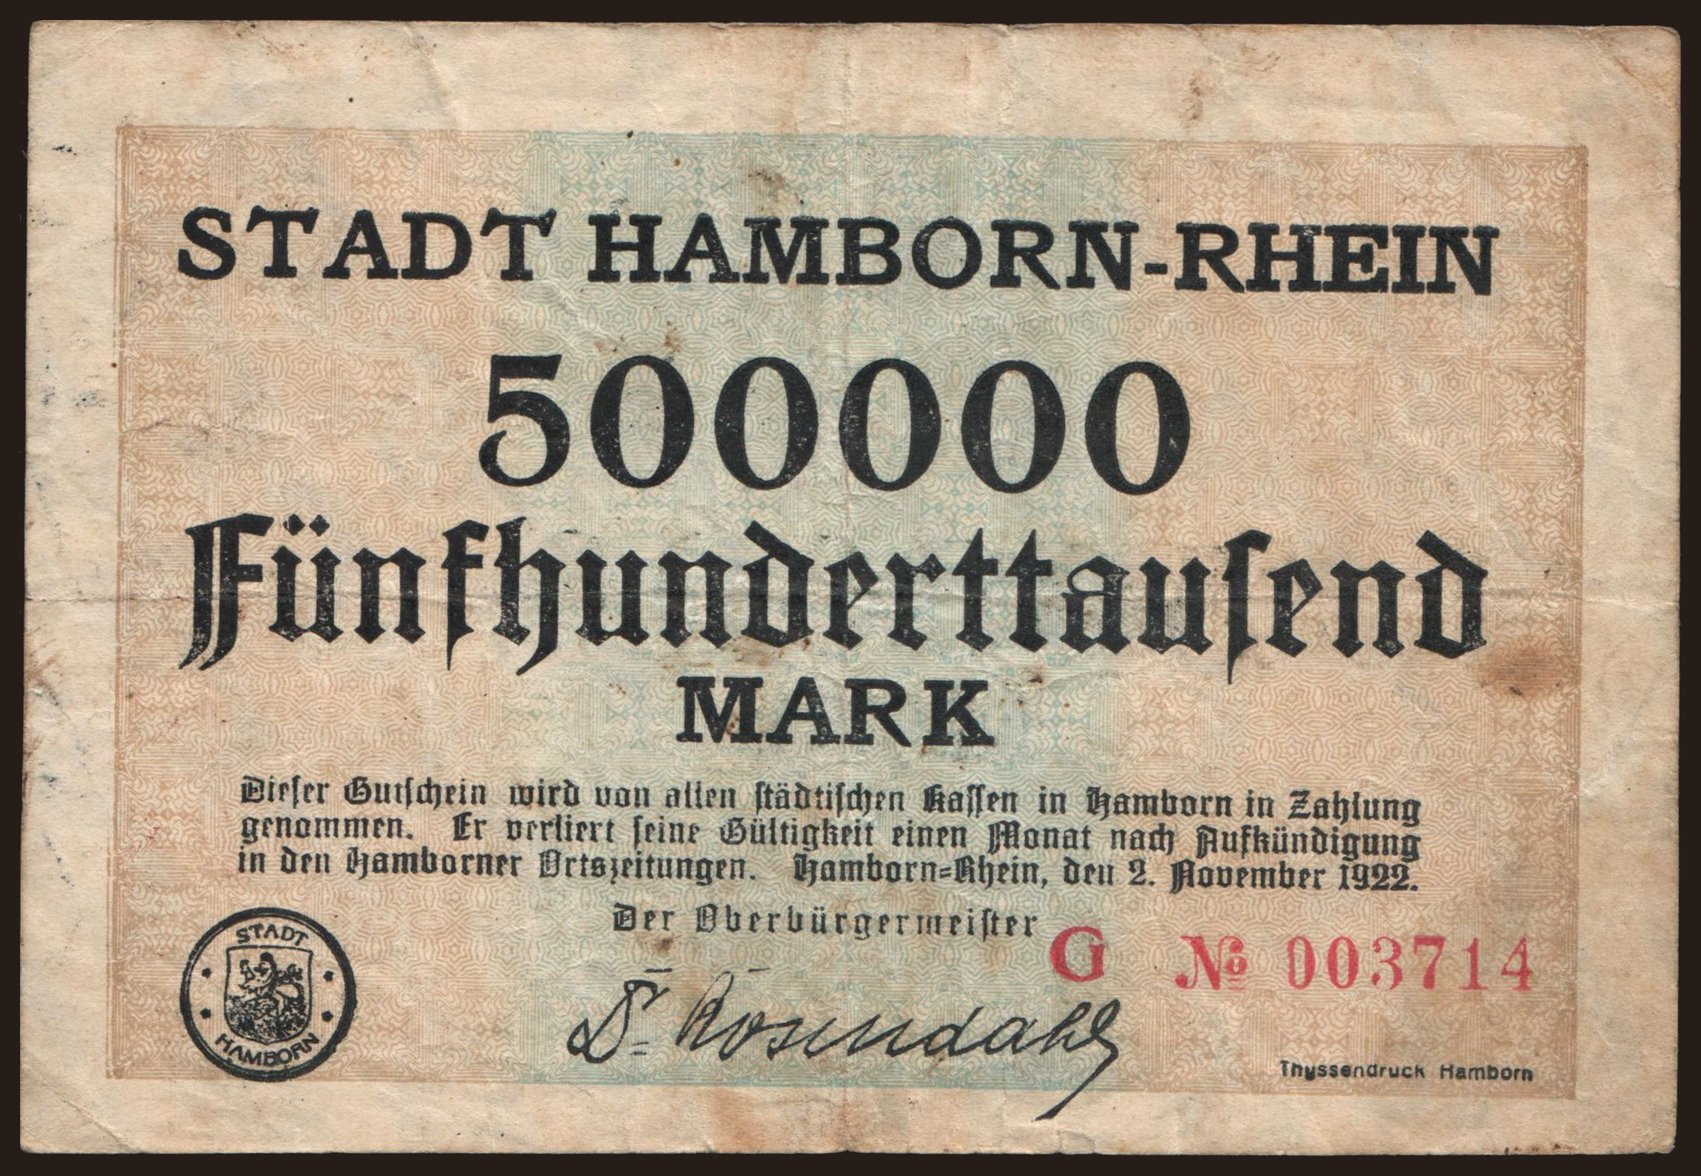 STADT HAMBORN-RHEIN
500000
Fünfhunderttauſend
MARK
Dieſer Gutſchein wird von allen ſtädtiſchen Kaſſen in Hamborn in Zahlung
genommen. Er verliert ſeine Gültigkeit einen Monat nach Aufkündigung
in den Hamborner Ortszeitungen. Hamborn=Rhein, den 2. November 1922.
Der Oberbürgermeiſter
G № 003714
Dr Rosendahl
STADT
HAMBORN
Thyssendruck Hamborn